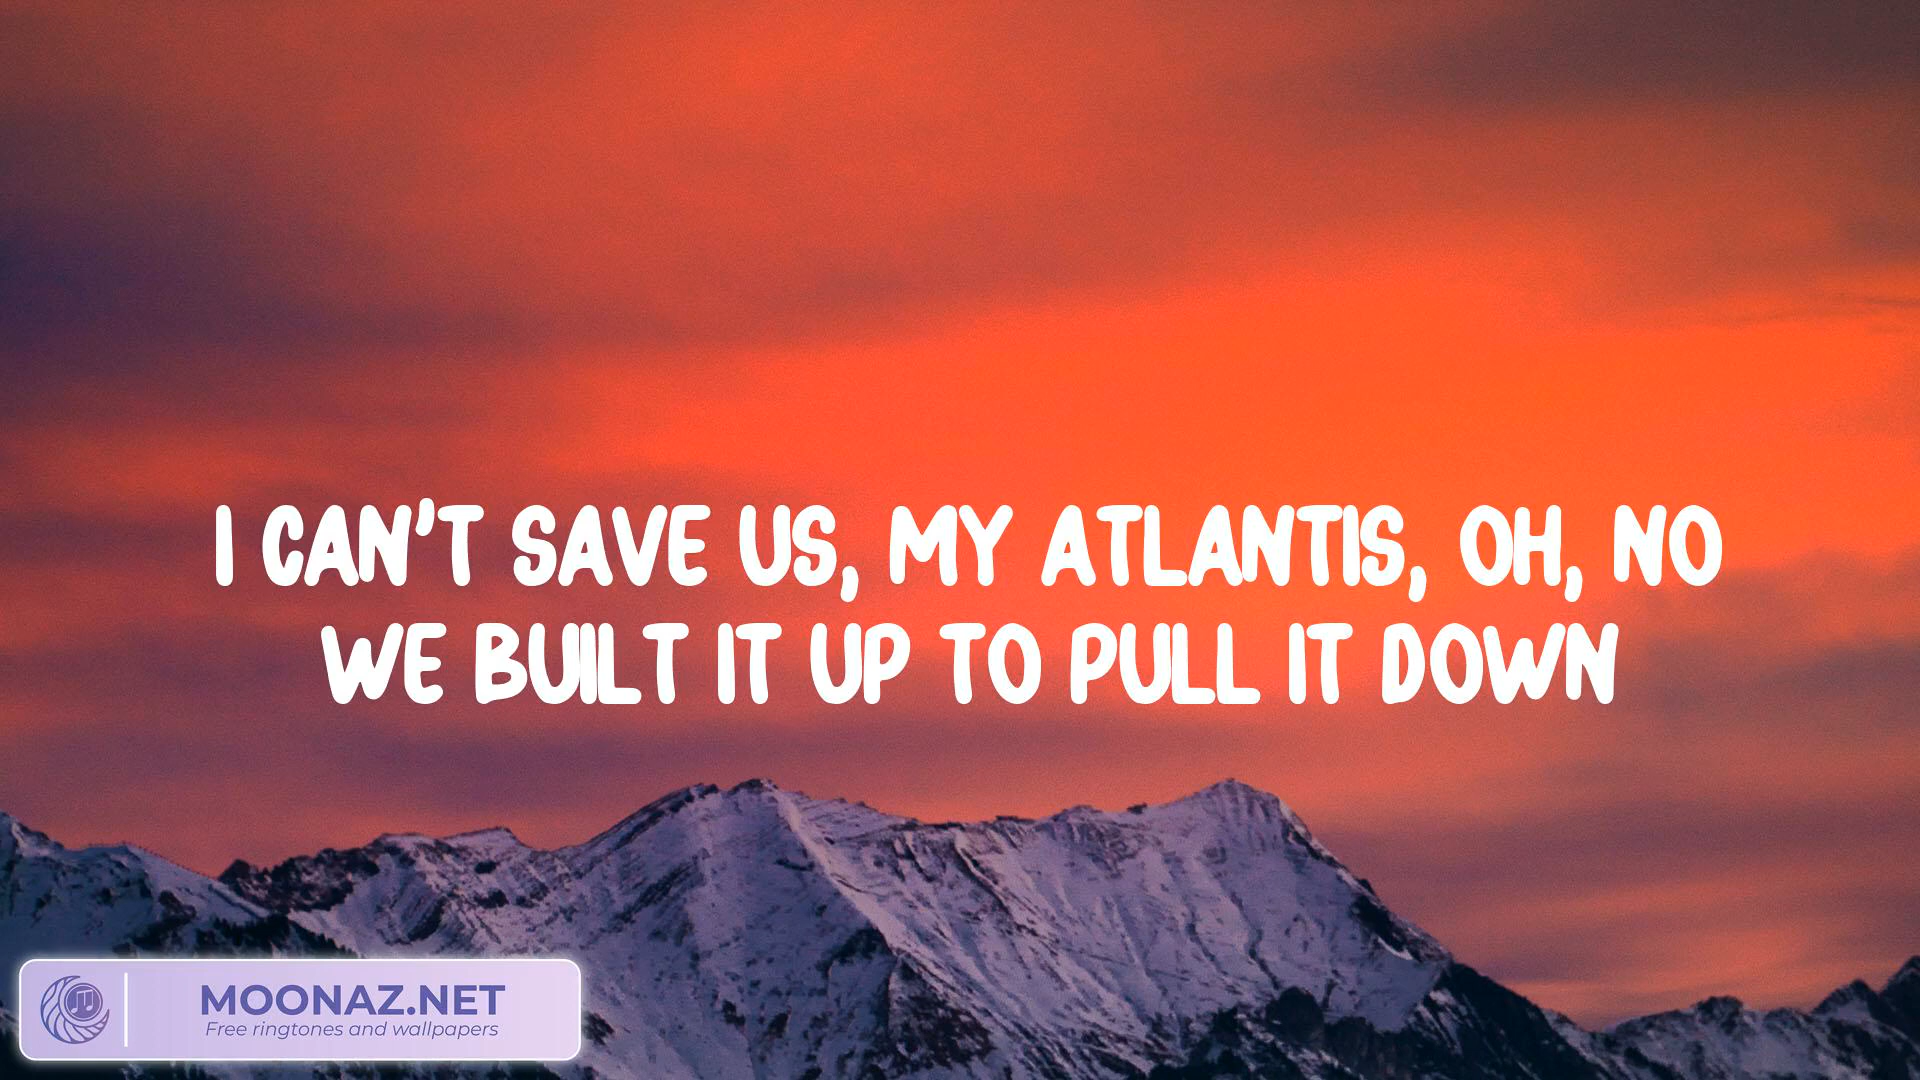 I CAN'T SAVE US, MY ATLANTIS, OH, NO
WE BUILT IT UP TO PULL IT DOWN
MOONAZ.NET
Free ringtones and wallpapers